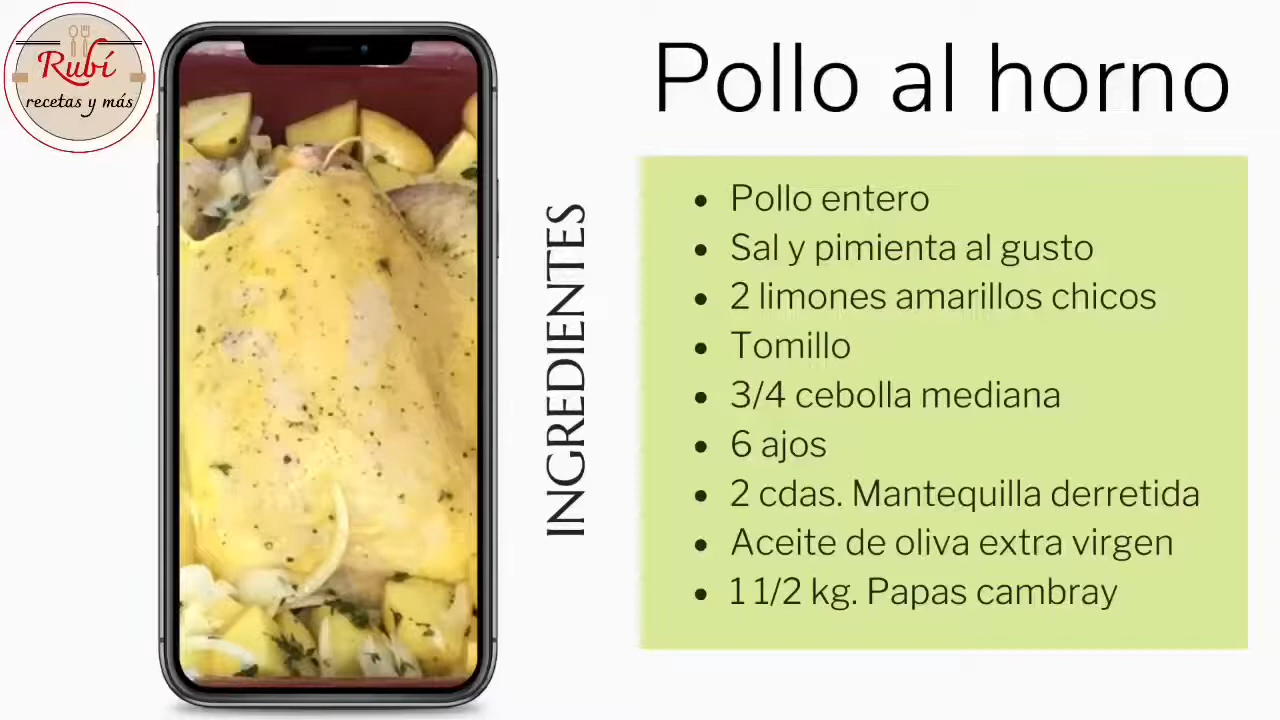 Rubí
recetas y más
Pollo al horno
INGREDIENTES
• Pollo entero
• Sal y pimienta al gusto
• 2 limones amarillos chicos
• Tomillo
• 3/4 cebolla mediana
• 6 ajos
• 2 cdas. Mantequilla derretida
• Aceite de oliva extra virgen
• 1 1/2 kg. Papas cambray